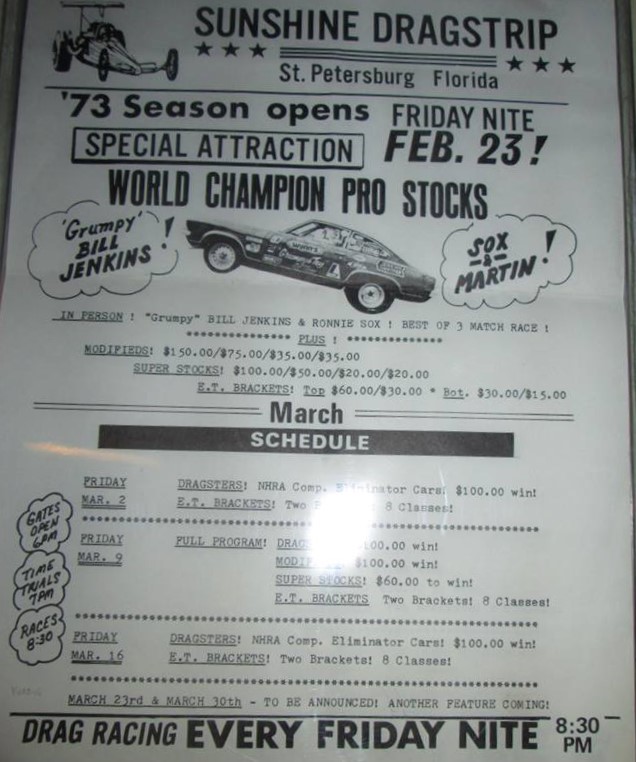 SUNSHINE DRAGSTRIP
St. Petersburg Florida
'73 Season opens FRIDAY NITE
SPECIAL ATTRACTION FEB. 23!
WORLD CHAMPION PRO STOCKS
'Grumpy' BILL JENKINS!
SOX & MARTIN!
IN PERSON! "Grumpy" BILL JENKINS & RONNIE SOX! BEST OF 3 MATCH RACE!
PLUS!
MODIFIEDS! $150.00/$75.00/$35.00/$35.00
SUPER STOCKS! $100.00/$50.00/$20.00/$20.00
E.T. BRACKETS! Top $60.00/$30.00 * Bot. $30.00/$15.00
March
SCHEDULE
GATES OPEN 6PM
TIME TRIALS 7PM
RACES 8:30
FRIDAY MAR. 2
DRAGSTERS! NHRA Comp. Eliminator Cars! $100.00 win!
E.T. BRACKETS! Two 8 Classes!
FRIDAY MAR. 9
FULL PROGRAM! $100.00 win!
$100.00 win!
SUPER STOCKS! $60.00 to win!
E.T. BRACKETS Two Brackets! 8 Classes!
FRIDAY MAR. 16
DRAGSTERS! NHRA Comp. Eliminator Cars! $100.00 win!
E.T. BRACKETS! Two Brackets! 8 Classes!
MARCH 23rd & MARCH 30th - TO BE ANNOUNCED! ANOTHER FEATURE COMING!
DRAG RACING EVERY FRIDAY NITE 8:30 PM